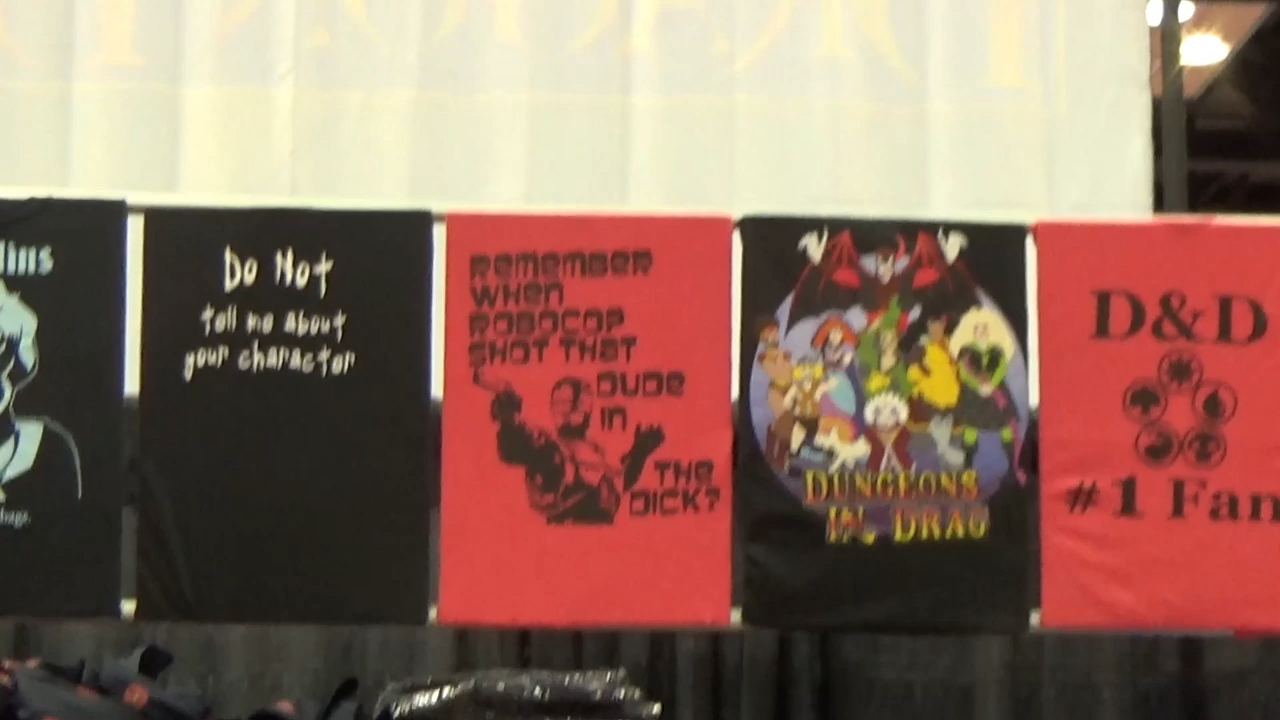 Do Not
tell me about
your character
REMEMBER
WHEN
ROBOCOP
SHOT THAT
DUDE
IN
THE
DICK?
DUNGEONS
IN DRAG
D&D
#1 Fan